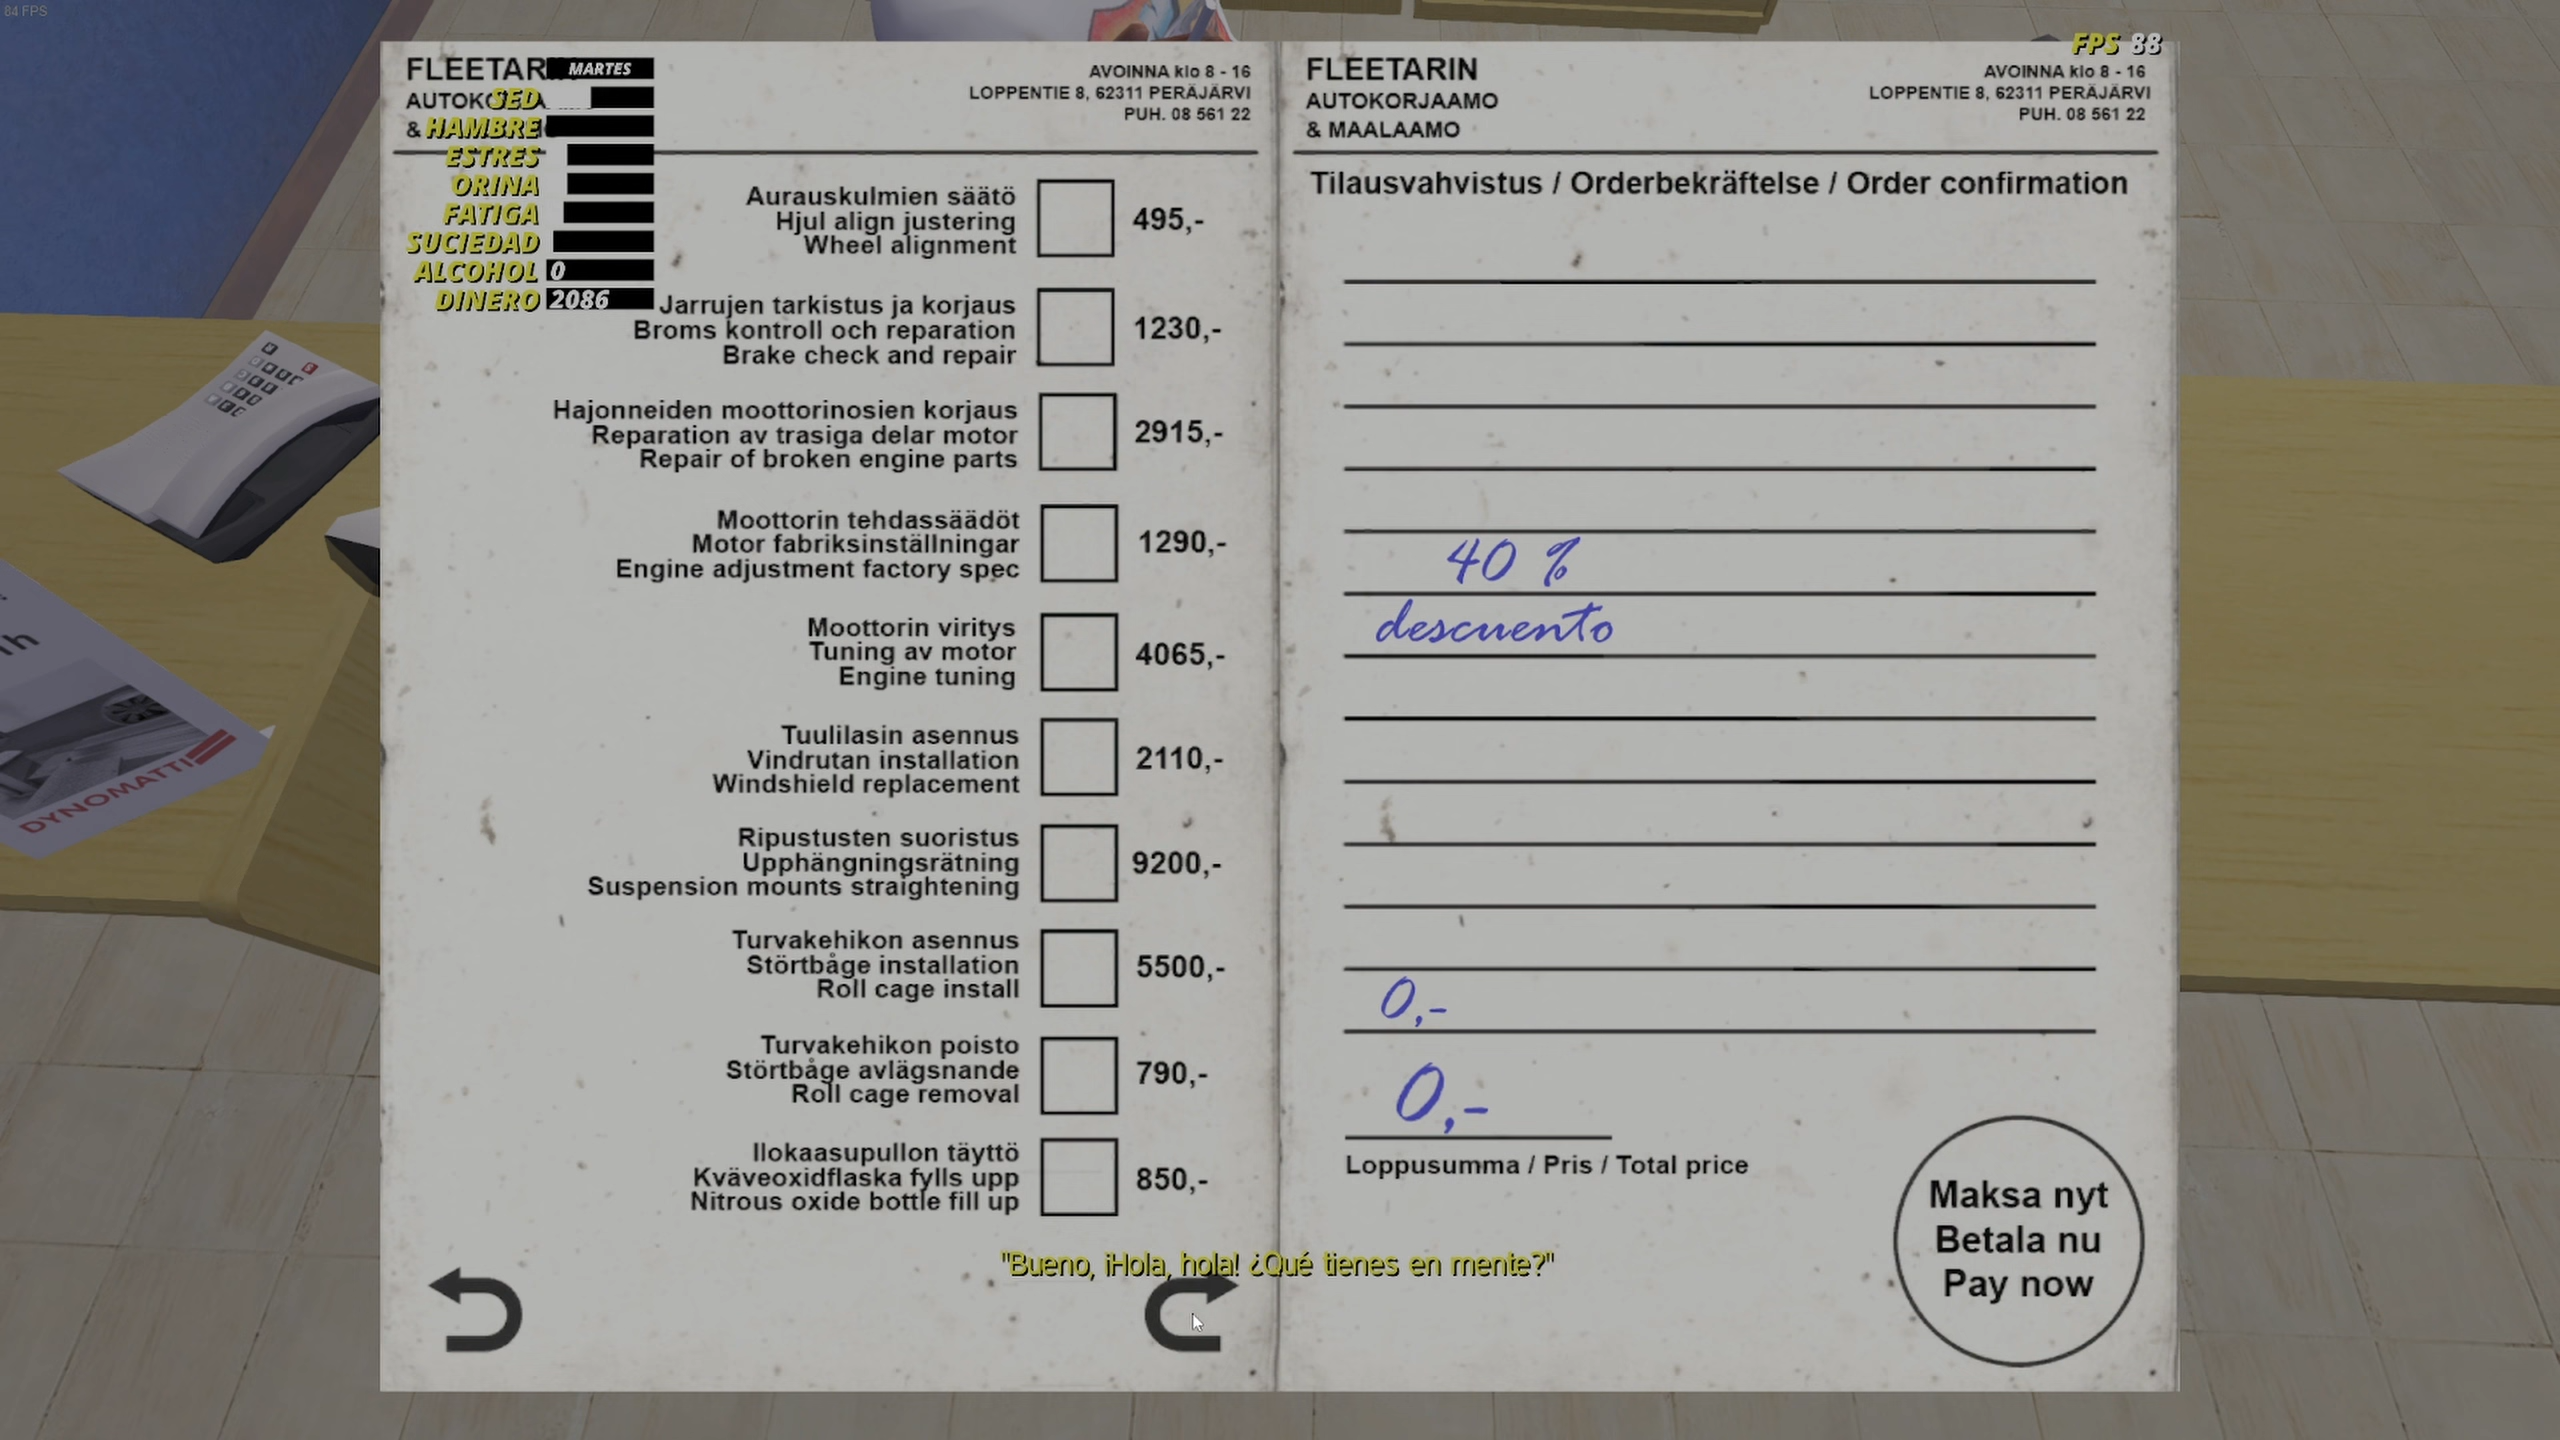 84 FPS
FPS 88
MARTES
SED
HAMBRE
ESTRES
ORINA
FATIGA
SUCIEDAD
ALCOHOL 0
DINERO 2086
FLEETAR
AUTOKO
&
AVOINNA klo 8 - 16
LOPPENTIE 8, 62311 PERÄJÄRVI
PUH. 08 561 22
Aurauskulmien säätö
Hjul align justering
Wheel alignment
495,-
Jarrujen tarkistus ja korjaus
Broms kontroll och reparation
Brake check and repair
1230,-
Hajonneiden moottorinosien korjaus
Reparation av trasiga delar motor
Repair of broken engine parts
2915,-
Moottorin tehdassäädöt
Motor fabriksinställningar
Engine adjustment factory spec
1290,-
Moottorin viritys
Tuning av motor
Engine tuning
4065,-
Tuulilasin asennus
Vindrutan installation
Windshield replacement
2110,-
Ripustusten suoristus
Upphängningsrätning
Suspension mounts straightening
9200,-
Turvakehikon asennus
Störtbåge installation
Roll cage install
5500,-
Turvakehikon poisto
Störtbåge avlägsnande
Roll cage removal
790,-
Ilokaasupullon täyttö
Kväveoxidflaska fylls upp
Nitrous oxide bottle fill up
850,-
FLEETARIN
AUTOKORJAAMO
& MAALAAMO
AVOINNA klo 8 - 16
LOPPENTIE 8, 62311 PERÄJÄRVI
PUH. 08 561 22
Tilausvahvistus / Orderbekräftelse / Order confirmation
40 %
descuento
0,-
0,-
Loppusumma / Pris / Total price
Maksa nyt
Betala nu
Pay now
"Bueno, ¡Hola, hola! ¿Qué tienes en mente?"
DYNOMATTI